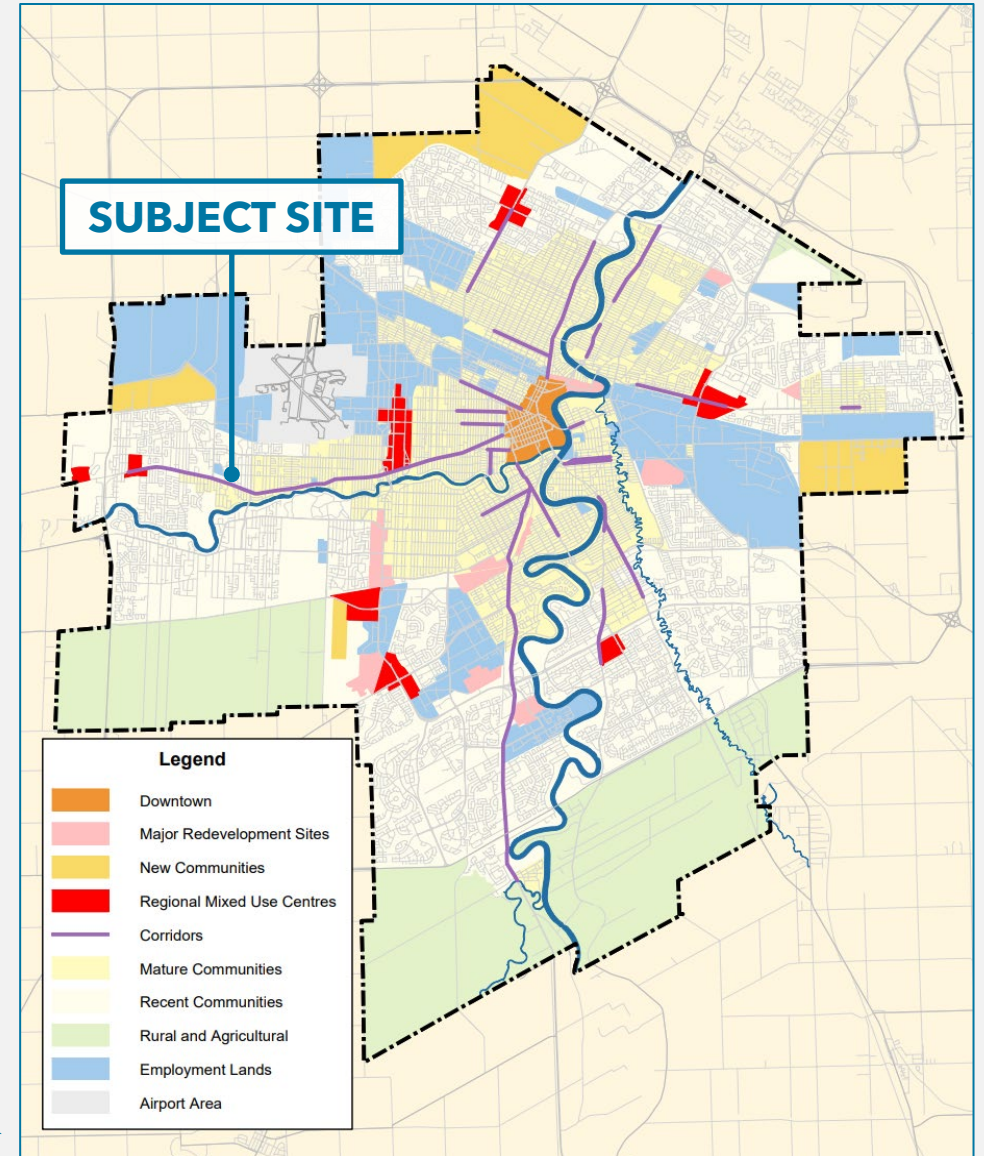 SUBJECT SITE
Legend
Downtown
Major Redevelopment Sites
New Communities
Regional Mixed Use Centres
Corridors
Mature Communities
Recent Communities
Rural and Agricultural
Employment Lands
Airport Area